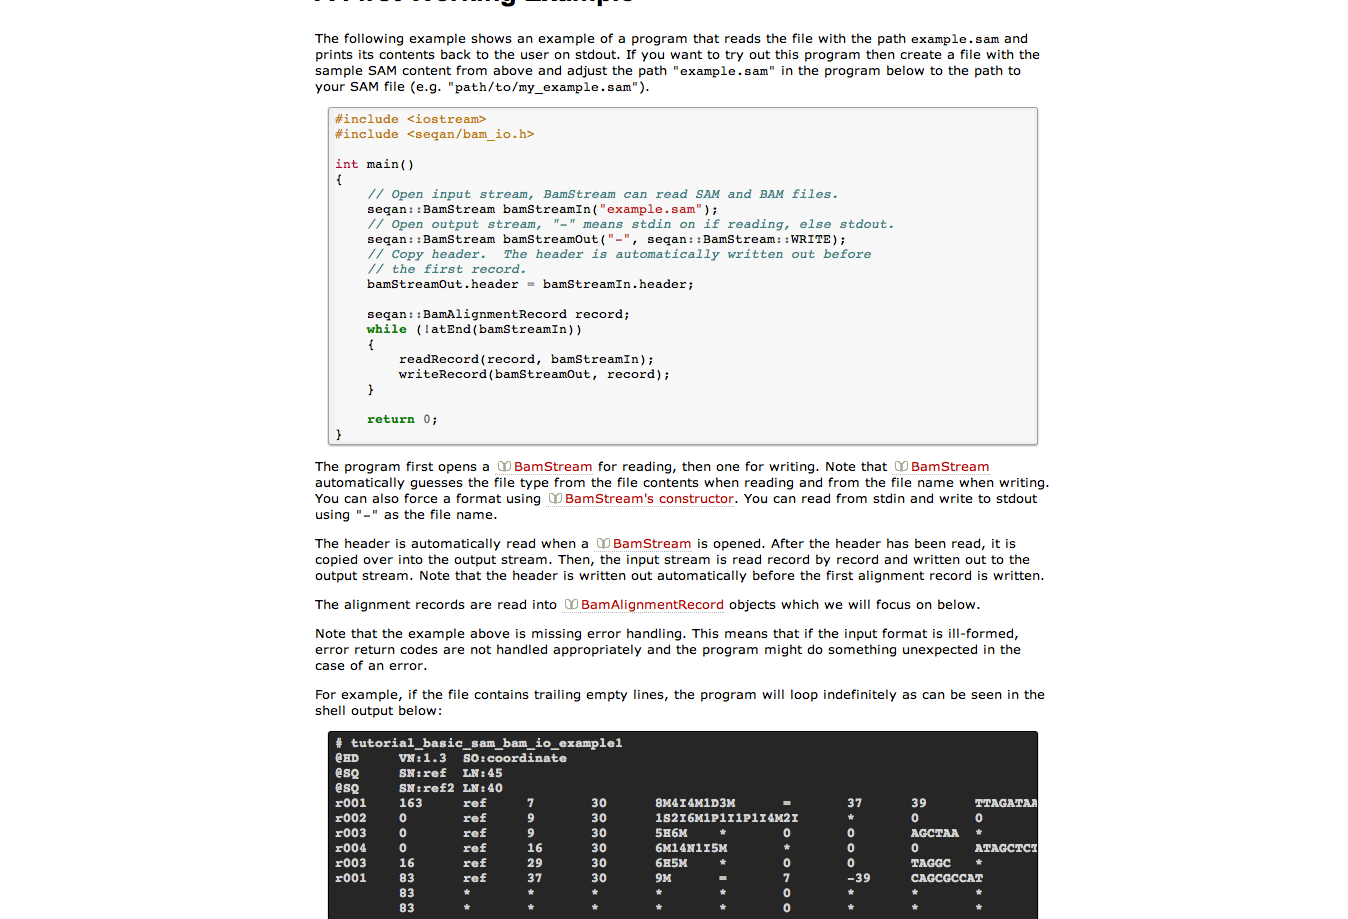 A First Working Example
The following example shows an example of a program that reads the file with the path example.sam and
prints its contents back to the user on stdout. If you want to try out this program then create a file with the
sample SAM content from above and adjust the path "example.sam" in the program below to the path to
your SAM file (e.g. "path/to/my_example.sam").
#include <iostream>
#include <seqan/bam_io.h>
int main()
{
// Open input stream, BamStream can read SAM and BAM files.
seqan::BamStream bamStreamIn("example.sam");
// Open output stream, "-" means stdin on if reading, else stdout.
seqan::BamStream bamStreamOut("-", seqan::BamStream::WRITE);
// Copy header.  The header is automatically written out before
// the first record.
bamStreamOut.header = bamStreamIn.header;
seqan::BamAlignmentRecord record;
while (!atEnd(bamStreamIn))
{
readRecord(record, bamStreamIn);
writeRecord(bamStreamOut, record);
}
return 0;
}
The program first opens a BamStream for reading, then one for writing. Note that BamStream
automatically guesses the file type from the file contents when reading and from the file name when writing.
You can also force a format using BamStream's constructor. You can read from stdin and write to stdout
using "-" as the file name.
The header is automatically read when a BamStream is opened. After the header has been read, it is
copied over into the output stream. Then, the input stream is read record by record and written out to the
output stream. Note that the header is written out automatically before the first alignment record is written.
The alignment records are read into BamAlignmentRecord objects which we will focus on below.
Note that the example above is missing error handling. This means that if the input format is ill-formed,
error return codes are not handled appropriately and the program might do something unexpected in the
case of an error.
For example, if the file contains trailing empty lines, the program will loop indefinitely as can be seen in the
shell output below:
# tutorial_basic_sam_bam_io_example1
@HD VN:1.3 SO:coordinate
@SQ SN:ref LN:45
@SQ SN:ref2 LN:40
r001 163 ref 7 30 8M4I4M1D3M = 37 39 TTAGATAA
r002 0 ref 9 30 1S2I6M1P1I1P1I4M2I * 0 0
r003 0 ref 9 30 5H6M * 0 0 AGCTAA *
r004 0 ref 16 30 6M14N1I5M * 0 0 ATAGCTCT
r003 16 ref 29 30 6H5M * 0 0 TAGGC *
r001 83 ref 37 30 9M = 7 -39 CAGCGCCAT
83 * * * * * 0 * * *
83 * * * * * 0 * * *